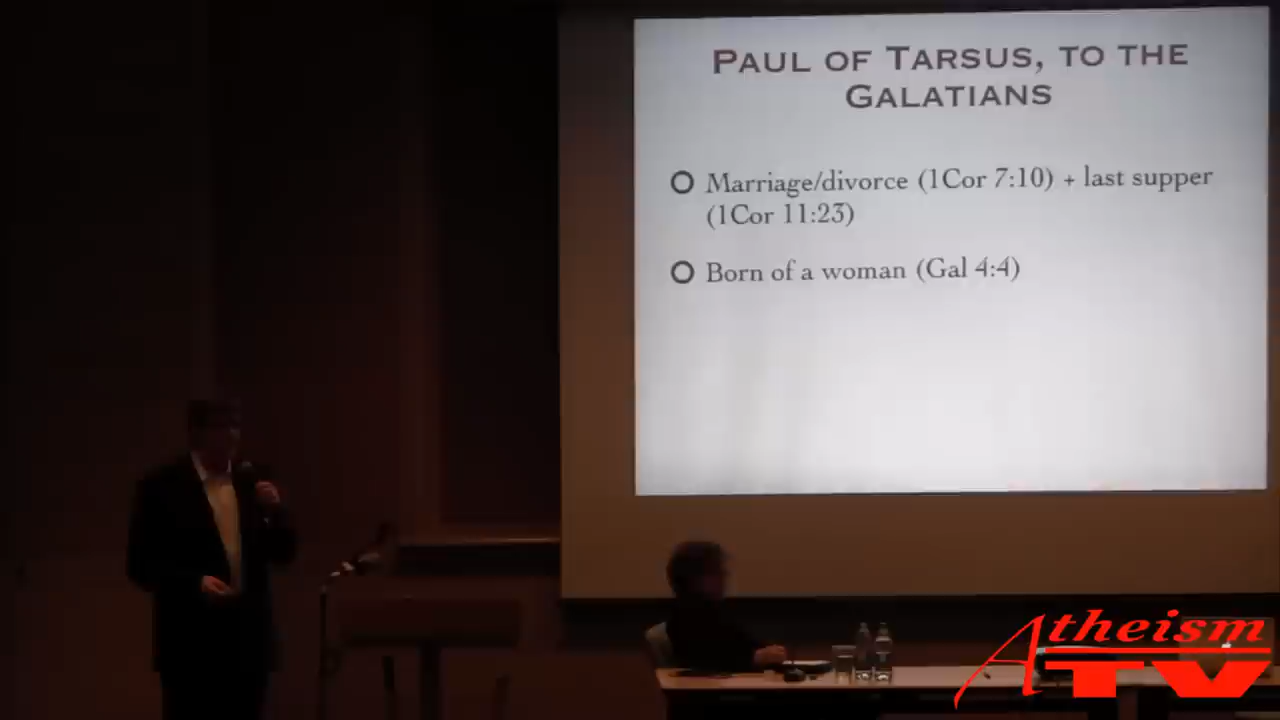 PAUL OF TARSUS, TO THE
GALATIANS
Marriage/divorce (1Cor 7:10) + last supper
(1Cor 11:23)
Born of a woman (Gal 4:4)
Atheism
TV